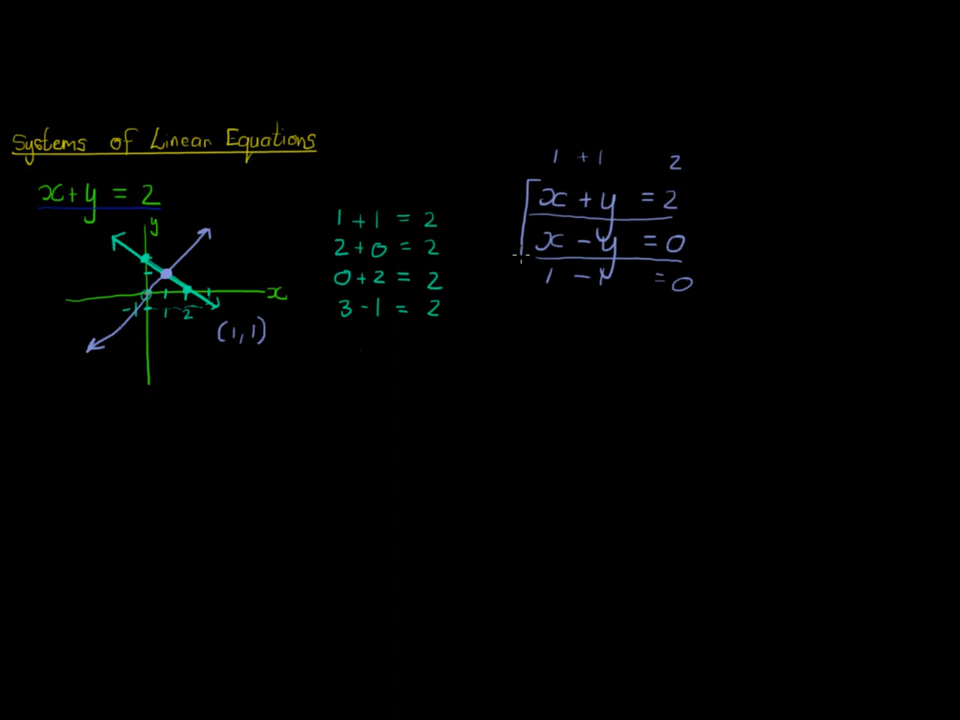 Systems of Linear Equations
x+y = 2
y
x
-1
1
2
(1,1)
1+1 = 2
2+0 = 2
0+2 = 2
3-1 = 2
1 +1 2
x+y = 2
x-y = 0
1 -1 =0